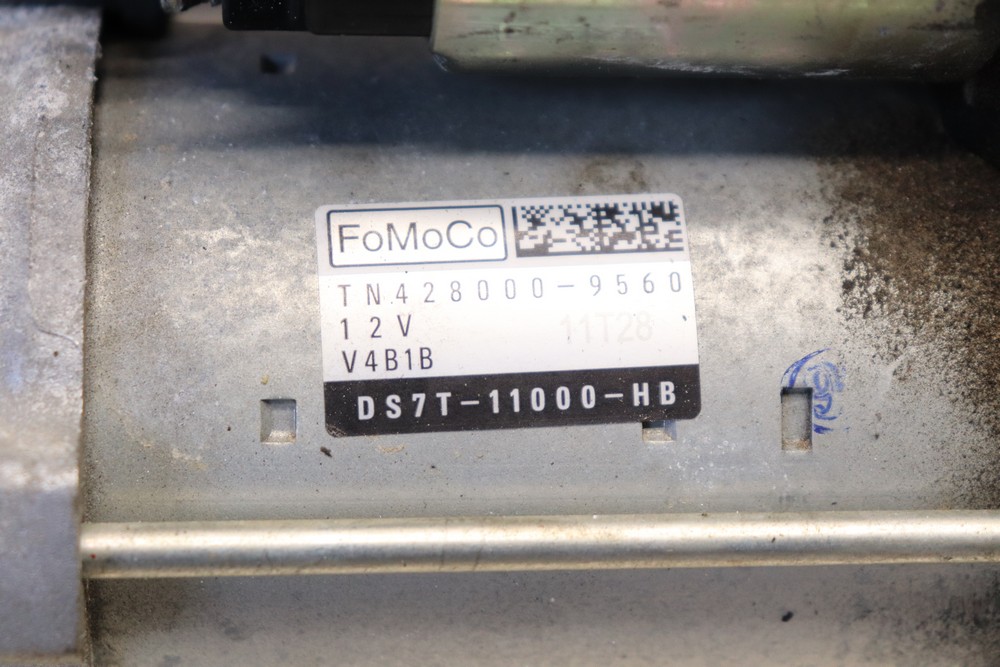 FoMoCo
TN428000-9560
12V 11T28
V4B1B
DS7T-11000-HB